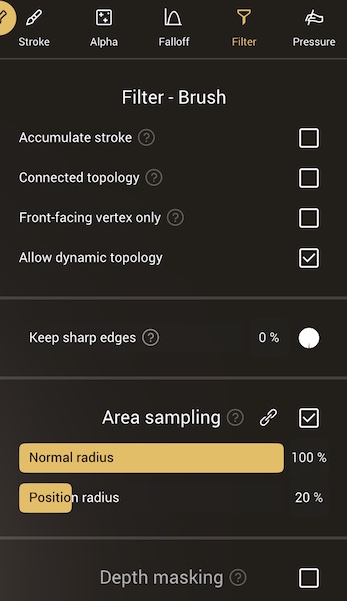 Stroke Alpha Falloff Filter Pressure
Filter - Brush
Accumulate stroke ?
Connected topology ?
Front-facing vertex only ?
Allow dynamic topology
Keep sharp edges ? 0 %
Area sampling ?
Normal radius 100 %
Position radius 20 %
Depth masking ?